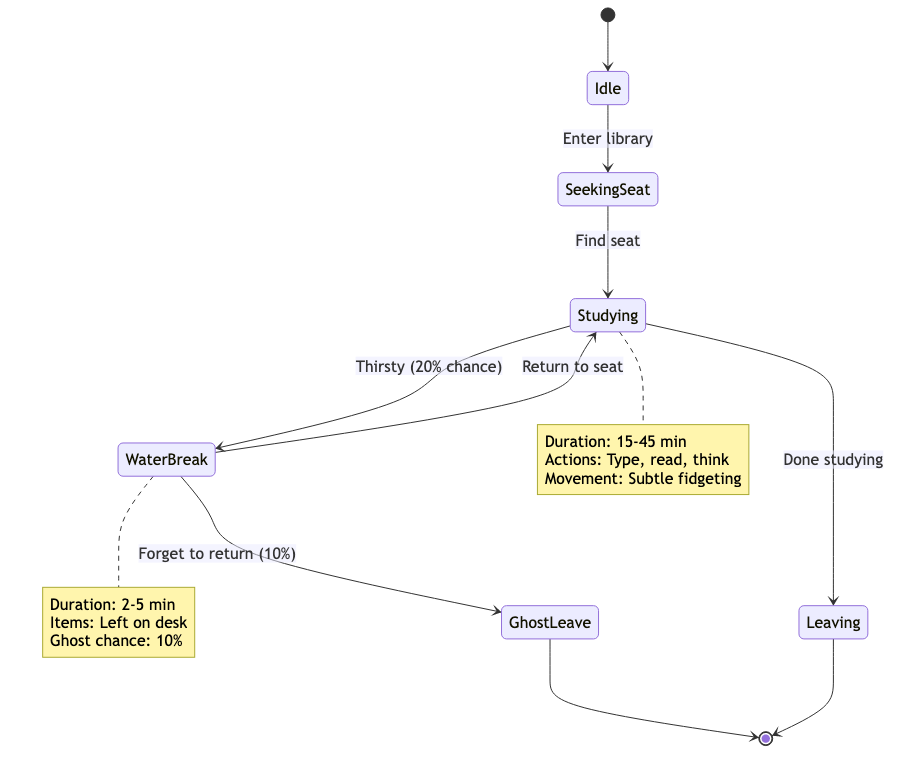 Idle
Enter library
SeekingSeat
Find seat
Studying
Thirsty (20% chance)
Return to seat
WaterBreak
Duration: 15-45 min
Actions: Type, read, think
Movement: Subtle fidgeting
Done studying
Forget to return (10%)
Duration: 2-5 min
Items: Left on desk
Ghost chance: 10%
GhostLeave
Leaving